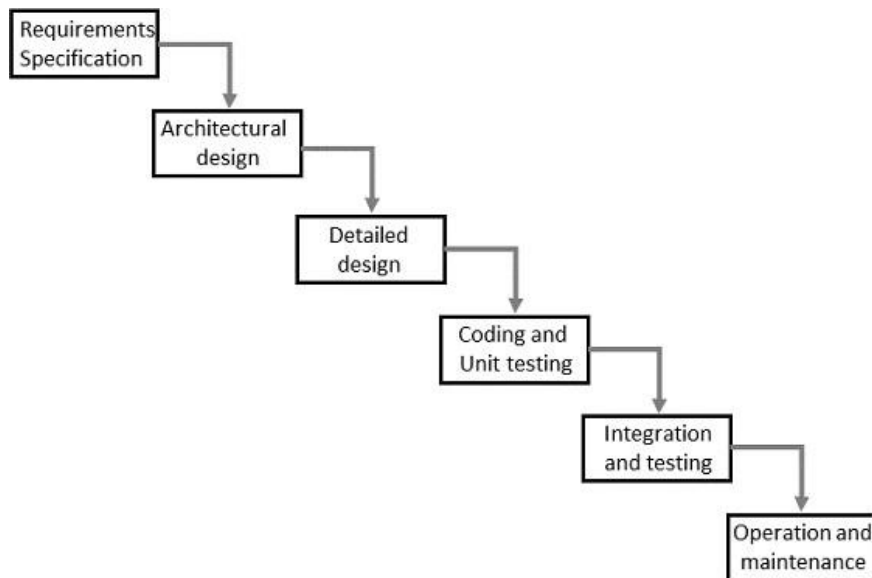 Requirements
Specification
Architectural
design
Detailed
design
Coding and
Unit testing
Integration
and testing
Operation and
maintenance